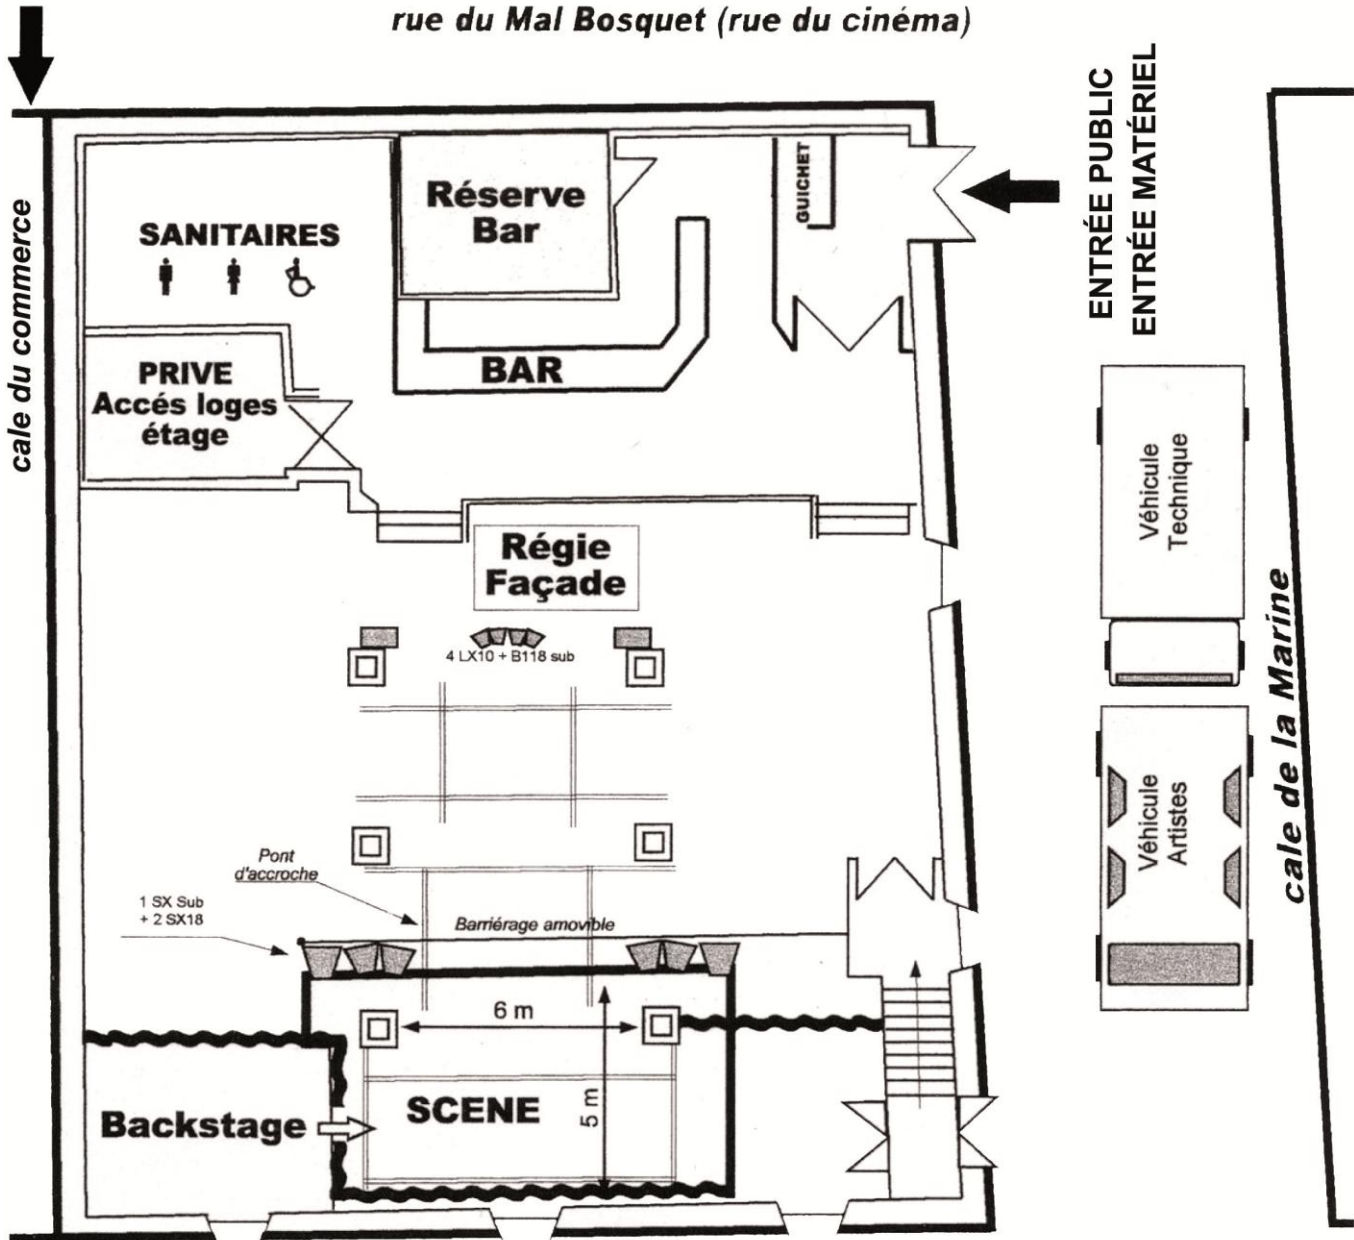 rue du Mal Bosquet (rue du cinéma)
cale du commerce
SANITAIRES
Réserve
Bar
GUICHET
ENTRÉE PUBLIC
ENTRÉE MATÉRIEL
BAR
PRIVE
Accés loges
étage
Régie
Façade
4 LX10 + B118 sub
Véhicule
Technique
cale de la Marine
Véhicule
Artistes
Pont
d'accroche
1 SX Sub
+ 2 SX18
Barriérage amovible
6 m
5 m
Backstage
SCENE